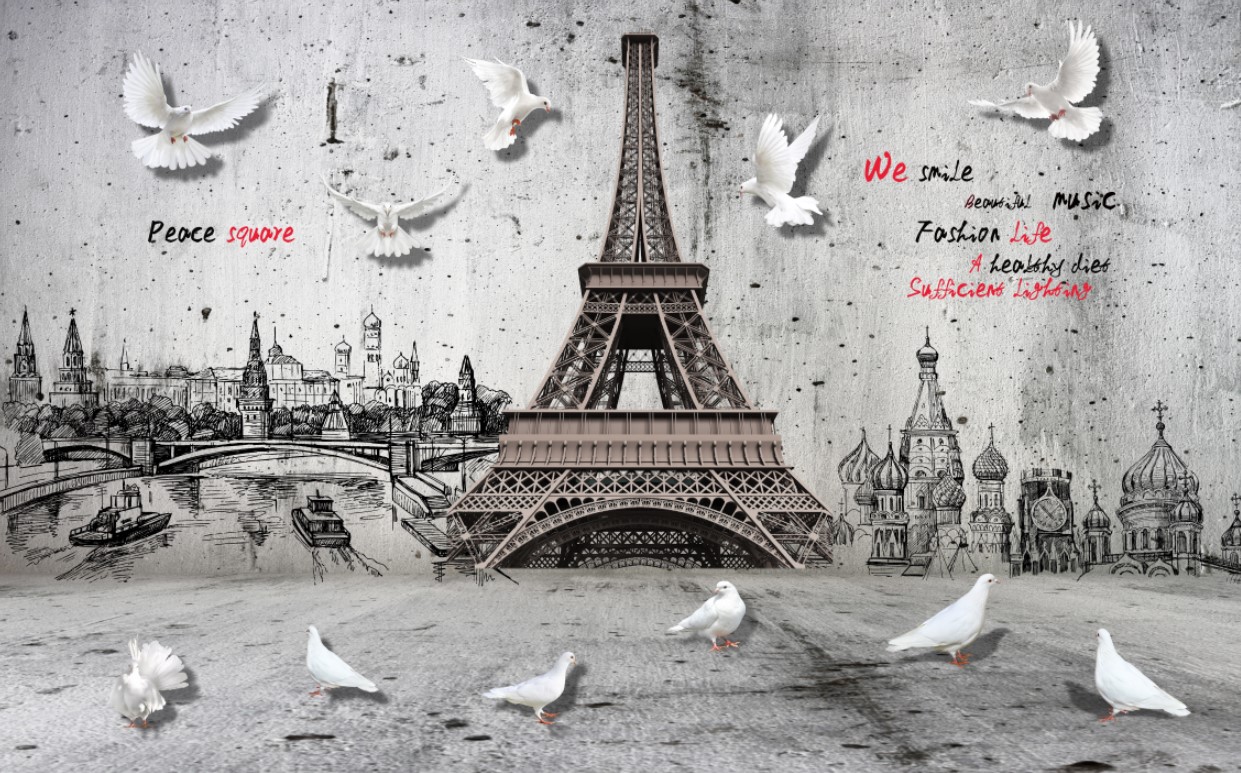 Peace square
We smile
Beautiful music
Fashion Life
A healthy diet
Sufficient Lighting